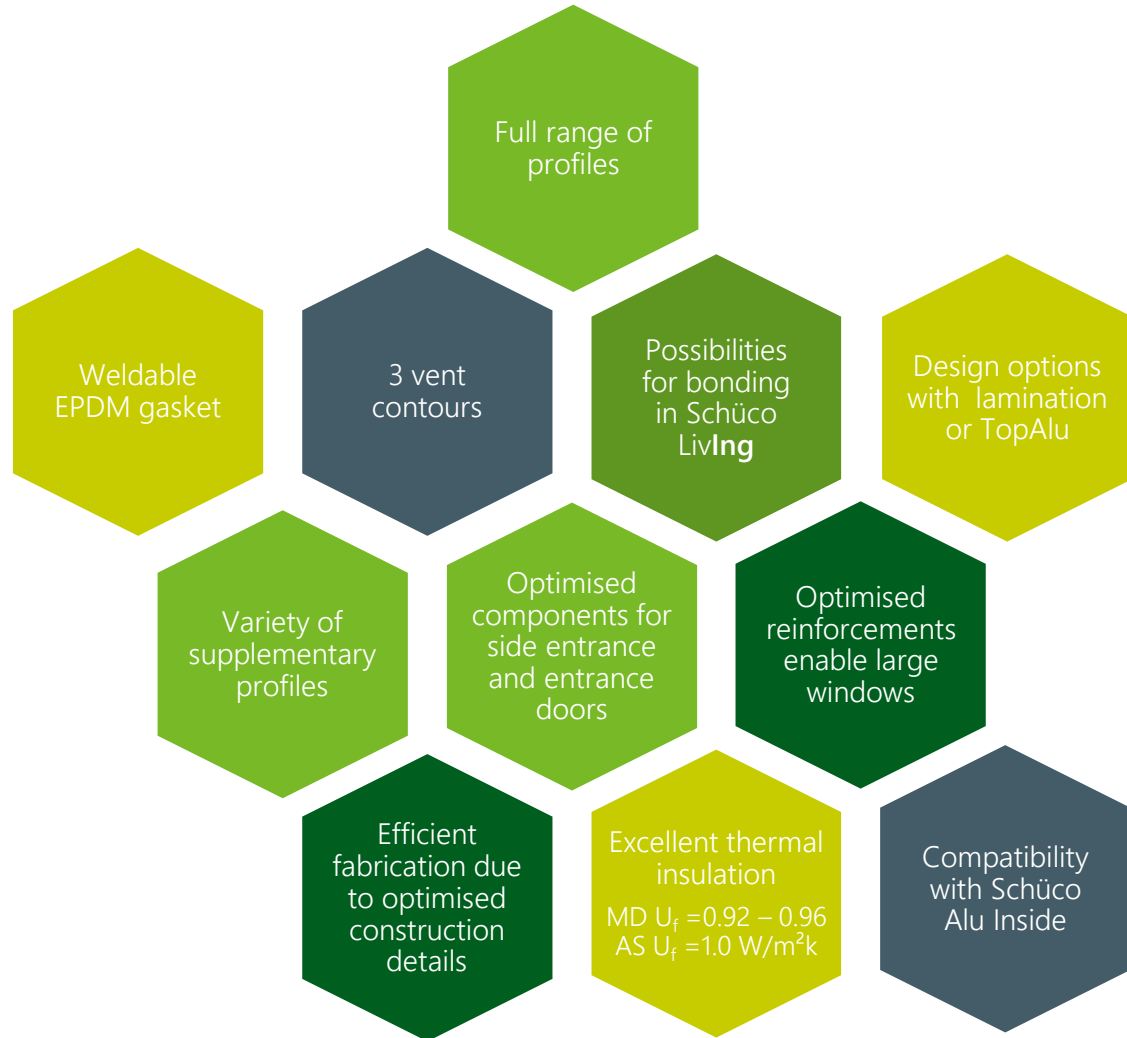 Full range of
profiles
Weldable
EPDM gasket
3 vent
contours
Possibilities
for bonding
in Schüco
LivIng
Design options
with  lamination
or TopAlu
Variety of
supplementary
profiles
Optimised
components for
side entrance
and entrance
doors
Optimised
reinforcements
enable large
windows
Efficient
fabrication due
to optimised
construction
details
Excellent thermal
insulation
MD U_f =0.92 – 0.96
AS U_f =1.0 W/m²k
Compatibility
with Schüco
Alu Inside